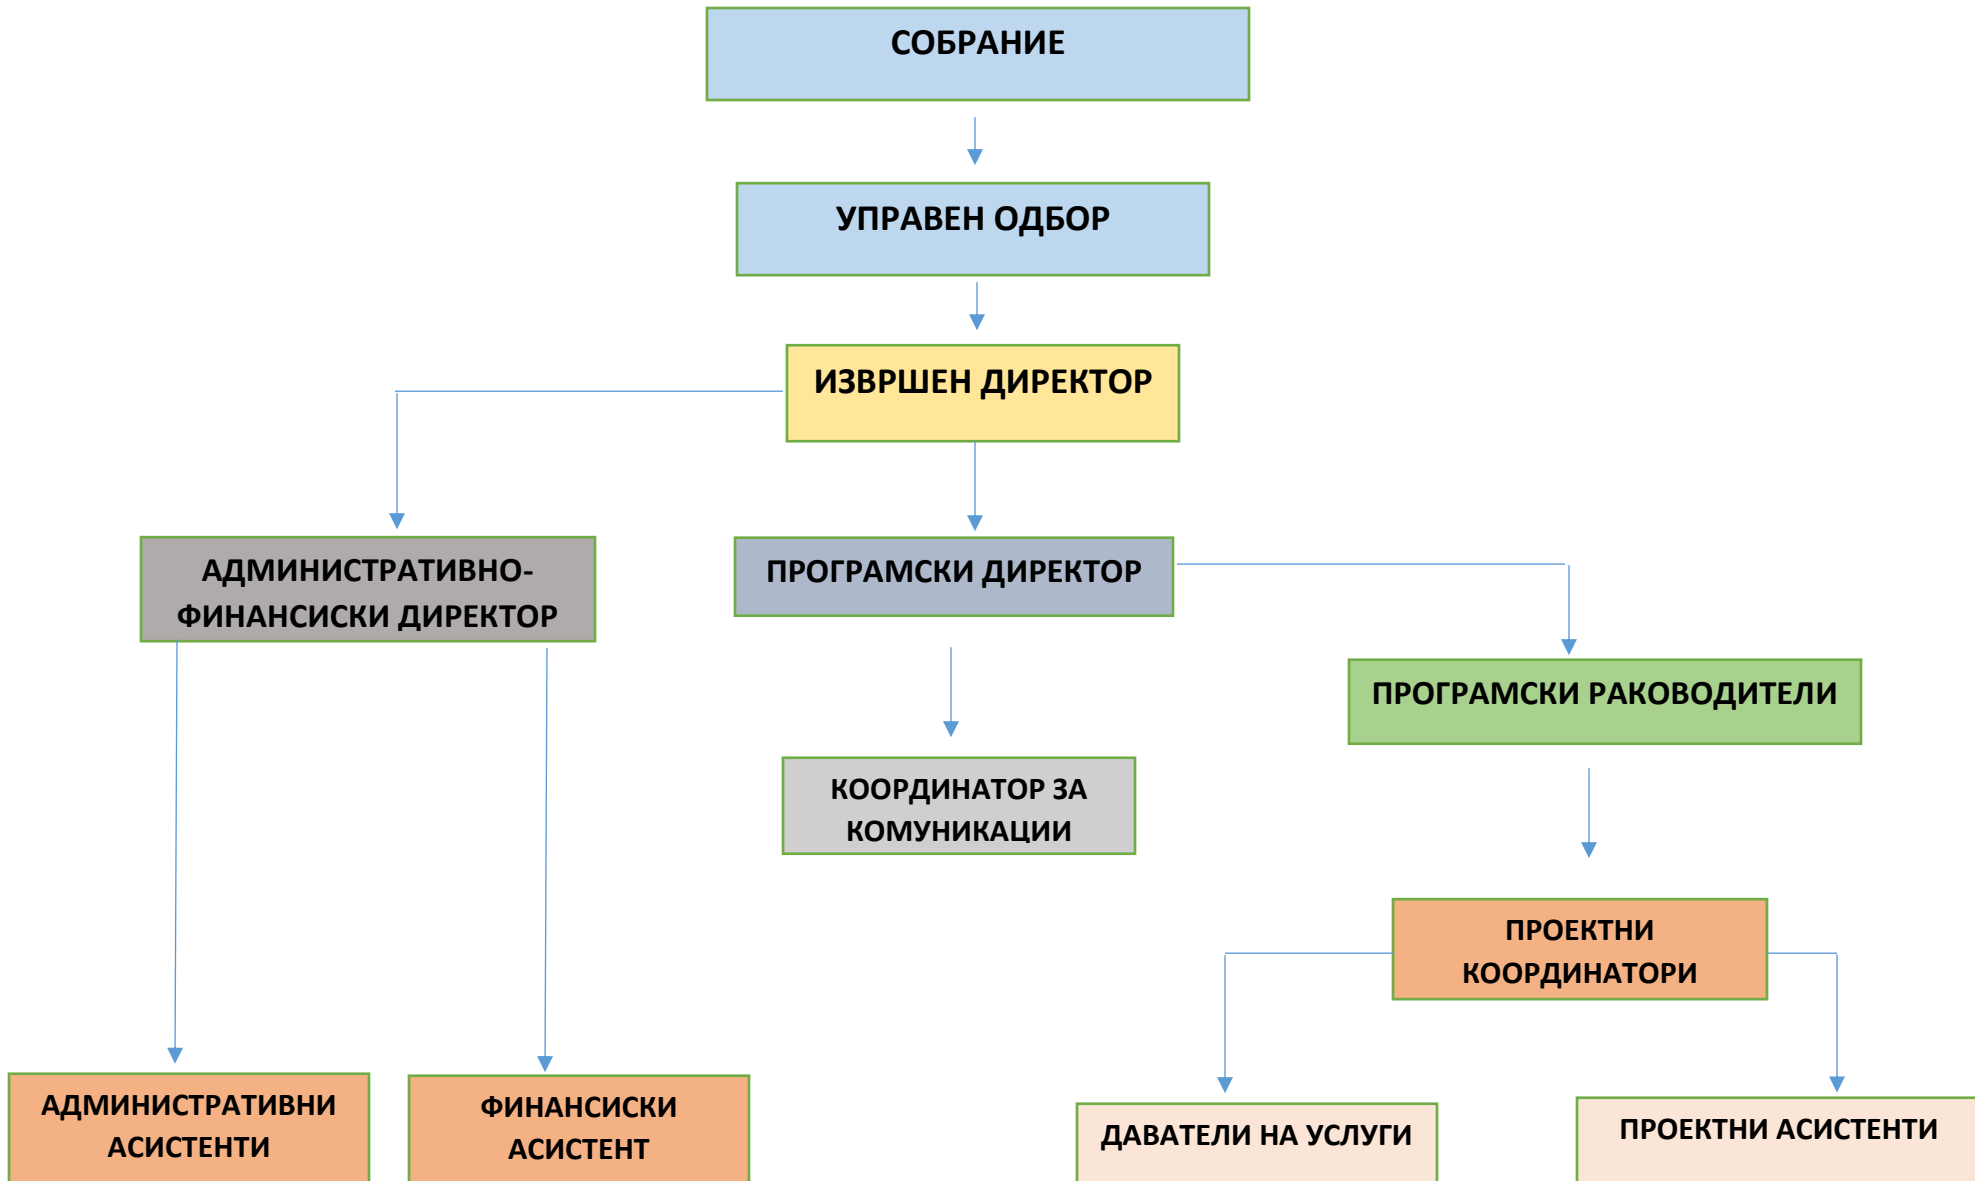 СОБРАНИЕ
УПРАВЕН ОДБОР
ИЗВРШЕН ДИРЕКТОР
АДМИНИСТРАТИВНО-
ФИНАНСИСКИ ДИРЕКТОР
ПРОГРАМСКИ ДИРЕКТОР
ПРОГРАМСКИ РАКОВОДИТЕЛИ
КООРДИНАТОР ЗА
КОМУНИКАЦИИ
ПРОЕКТНИ
КООРДИНАТОРИ
АДМИНИСТРАТИВНИ
АСИСТЕНТИ
ФИНАНСИСКИ
АСИСТЕНТ
ДАВАТЕЛИ НА УСЛУГИ
ПРОЕКТНИ АСИСТЕНТИ